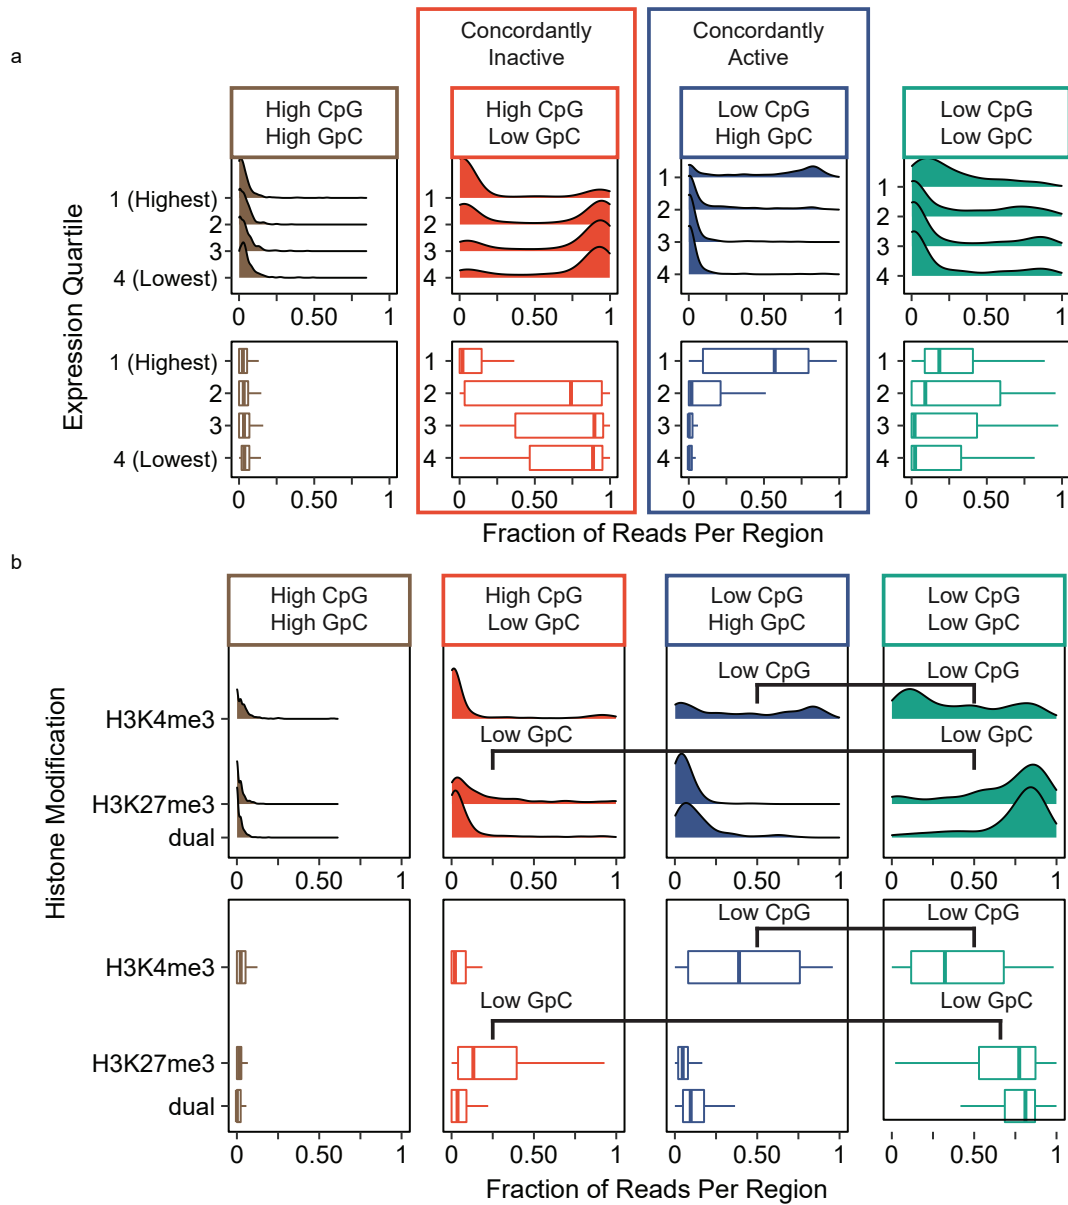 a
Concordantly
Inactive
Concordantly
Active
High CpG
High GpC
High CpG
Low GpC
Low CpG
High GpC
Low CpG
Low GpC
Expression Quartile
1 (Highest)
2
3
4 (Lowest)
1
2
3
4
1
2
3
4
1
2
3
4
0 0.50 1
0 0.50 1
0 0.50 1
0 0.50 1
1 (Highest)
2
3
4 (Lowest)
1
2
3
4
1
2
3
4
1
2
3
4
0 0.50 1
0 0.50 1
0 0.50 1
0 0.50 1
Fraction of Reads Per Region
b
High CpG
High GpC
High CpG
Low GpC
Low CpG
High GpC
Low CpG
Low GpC
Histone Modification
H3K4me3
H3K27me3
dual
Low CpG
Low CpG
Low GpC
Low GpC
0 0.50 1
0 0.50 1
0 0.50 1
0 0.50 1
H3K4me3
H3K27me3
dual
Low CpG
Low CpG
Low GpC
Low GpC
0 0.50 1
0 0.50 1
0 0.50 1
0 0.50 1
Fraction of Reads Per Region